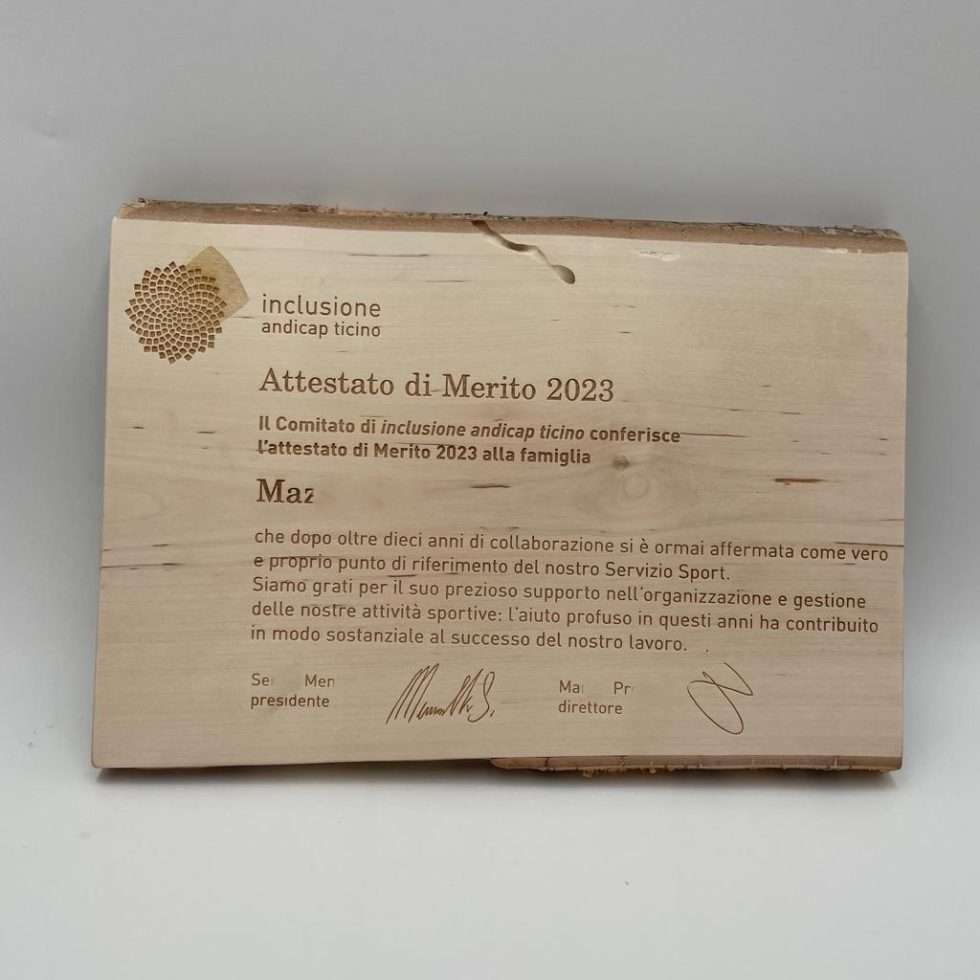 inclusione
andicap ticino
Attestato di Merito 2023
Il Comitato di inclusione andicap ticino conferisce
l'attestato di Merito 2023 alla famiglia
Maz
che dopo oltre dieci anni di collaborazione si è ormai affermata come vero
e proprio punto di riferimento del nostro Servizio Sport.
Siamo grati per il suo prezioso supporto nell'organizzazione e gestione
delle nostre attività sportive: l'aiuto profuso in questi anni ha contribuito
in modo sostanziale al successo del nostro lavoro.
Se Men
presidente
Ma Pr
direttore